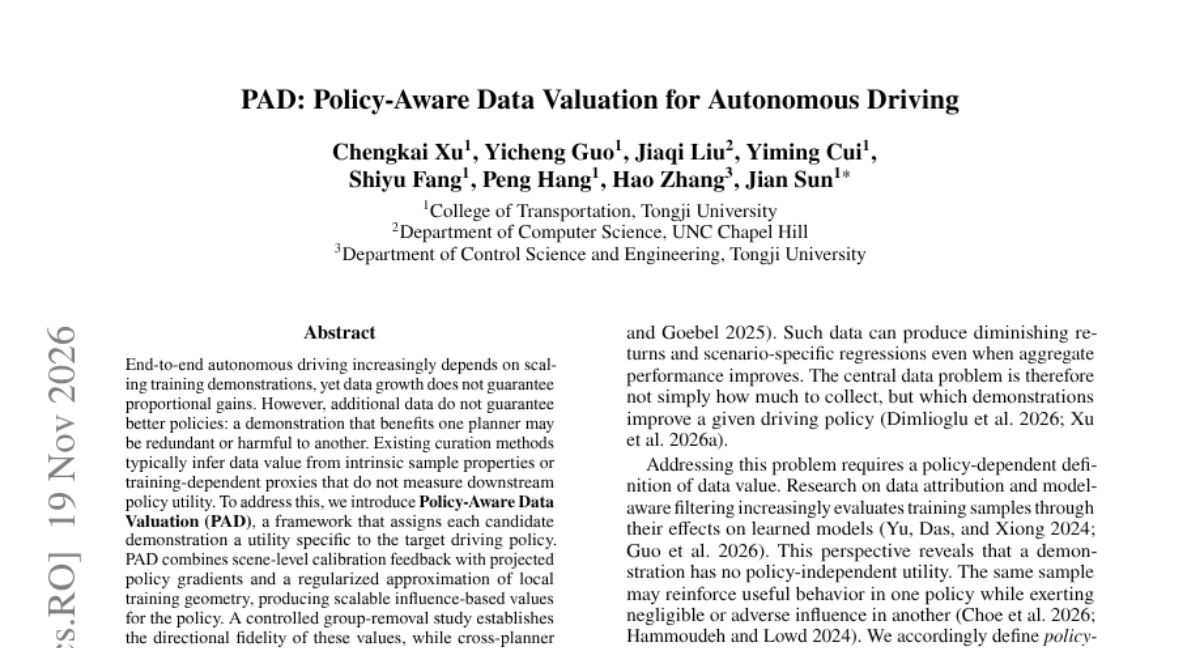 PAD: Policy-Aware Data Valuation for Autonomous Driving
Chengkai Xu1, Yicheng Guo1, Jiaqi Liu2, Yiming Cui1,
Shiyu Fang1, Peng Hang1, Hao Zhang3, Jian Sun1*
1College of Transportation, Tongji University
2Department of Computer Science, UNC Chapel Hill
3Department of Control Science and Engineering, Tongji University
cs.RO] 19 Nov 2026
Abstract
End-to-end autonomous driving increasingly depends on scal-
ing training demonstrations, yet data growth does not guarantee
proportional gains. However, additional data do not guarantee
better policies: a demonstration that benefits one planner may
be redundant or harmful to another. Existing curation methods
typically infer data value from intrinsic sample properties or
training-dependent proxies that do not measure downstream
policy utility. To address this, we introduce Policy-Aware Data
Valuation (PAD), a framework that assigns each candidate
demonstration a utility specific to the target driving policy.
PAD combines scene-level calibration feedback with projected
policy gradients and a regularized approximation of local
training geometry, producing scalable influence-based values
for the policy. A controlled group-removal study establishes
the directional fidelity of these values, while cross-planner
and Goebel 2025). Such data can produce diminishing re-
turns and scenario-specific regressions even when aggregate
performance improves. The central data problem is therefore
not simply how much to collect, but which demonstrations
improve a given driving policy (Dimlioglu et al. 2026; Xu
et al. 2026a).
Addressing this problem requires a policy-dependent defi-
nition of data value. Research on data attribution and model-
aware filtering increasingly evaluates training samples through
their effects on learned models (Yu, Das, and Xiong 2024;
Guo et al. 2026). This perspective reveals that a demon-
stration has no policy-independent utility. The same sample
may reinforce useful behavior in one policy while exerting
negligible or adverse influence in another (Choe et al. 2026;
Hammoudeh and Lowd 2024). We accordingly define policy-